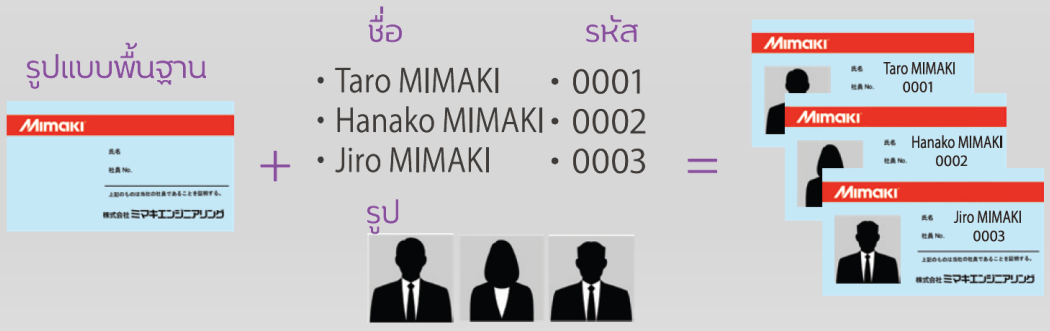 รูปแบบพื้นฐาน
Mimaki
氏名
社員 No.
上記のものは当社の社員であることを証明する。
株式会社 ミマキエンジニアリング
+
ชื่อ
• Taro MIMAKI
• Hanako MIMAKI
• Jiro MIMAKI
รหัส
• 0001
• 0002
• 0003
รูป
=
Mimaki
氏名 Taro MIMAKI
社員 No. 0001
Mimaki
氏名 Hanako MIMAKI
社員 No. 0002
Mimaki
氏名 Jiro MIMAKI
社員 No. 0003
上記のものは当社の社員であることを証明する。
株式会社 ミマキエンジニアリング